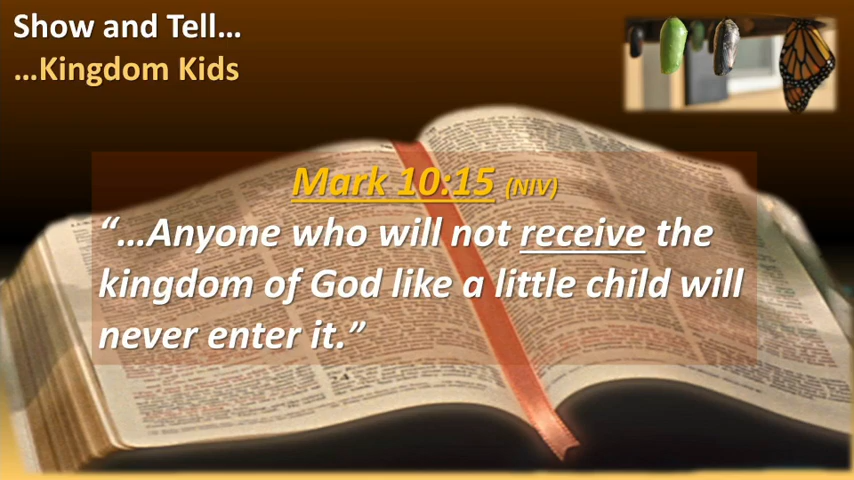 Show and Tell…
…Kingdom Kids
Mark 10:15 (NIV)
“…Anyone who will not receive the
kingdom of God like a little child will
never enter it.”